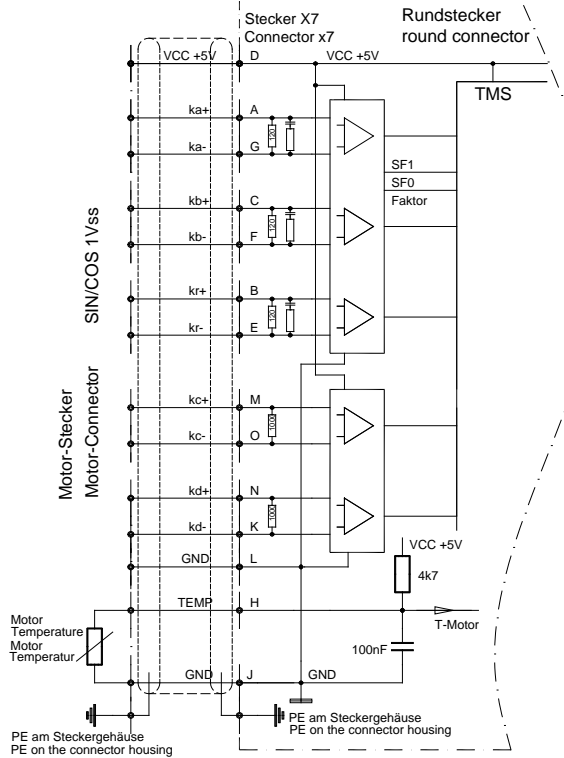 Stecker X7
Connector x7
Rundstecker
round connector
VCC +5V
D
VCC +5V
TMS
ka+
A
120
ka-
G
SF1
SF0
Faktor
kb+
C
120
kb-
F
SIN/COS 1Vss
kr+
B
120
kr-
E
Motor-Stecker
Motor-Connector
kc+
M
1000
kc-
O
kd+
N
1000
kd-
K
VCC +5V
GND
L
4k7
TEMP
H
T-Motor
Motor
Temperature
Motor
Temperatur
100nF
GND
J
GND
PE am Steckergehäuse
PE on the connector housing
PE am Steckergehäuse
PE on the connector housing